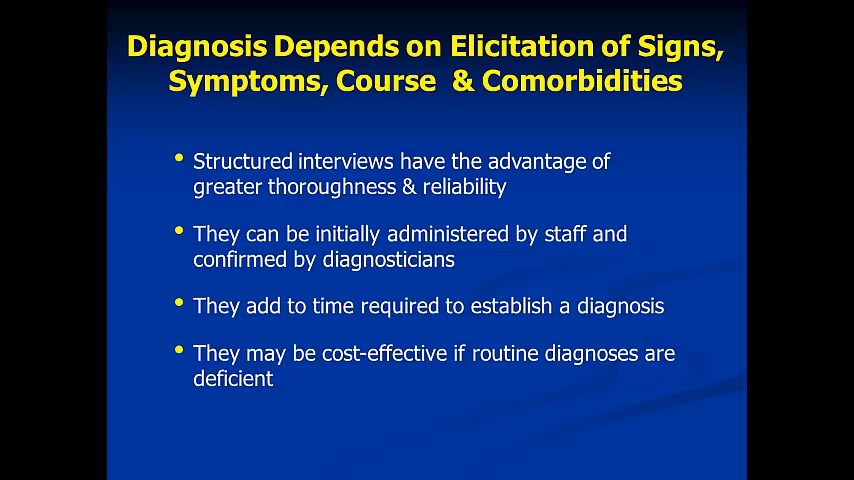 Diagnosis Depends on Elicitation of Signs,
Symptoms, Course & Comorbidities
• Structured interviews have the advantage of
greater thoroughness & reliability
• They can be initially administered by staff and
confirmed by diagnosticians
• They add to time required to establish a diagnosis
• They may be cost-effective if routine diagnoses are
deficient